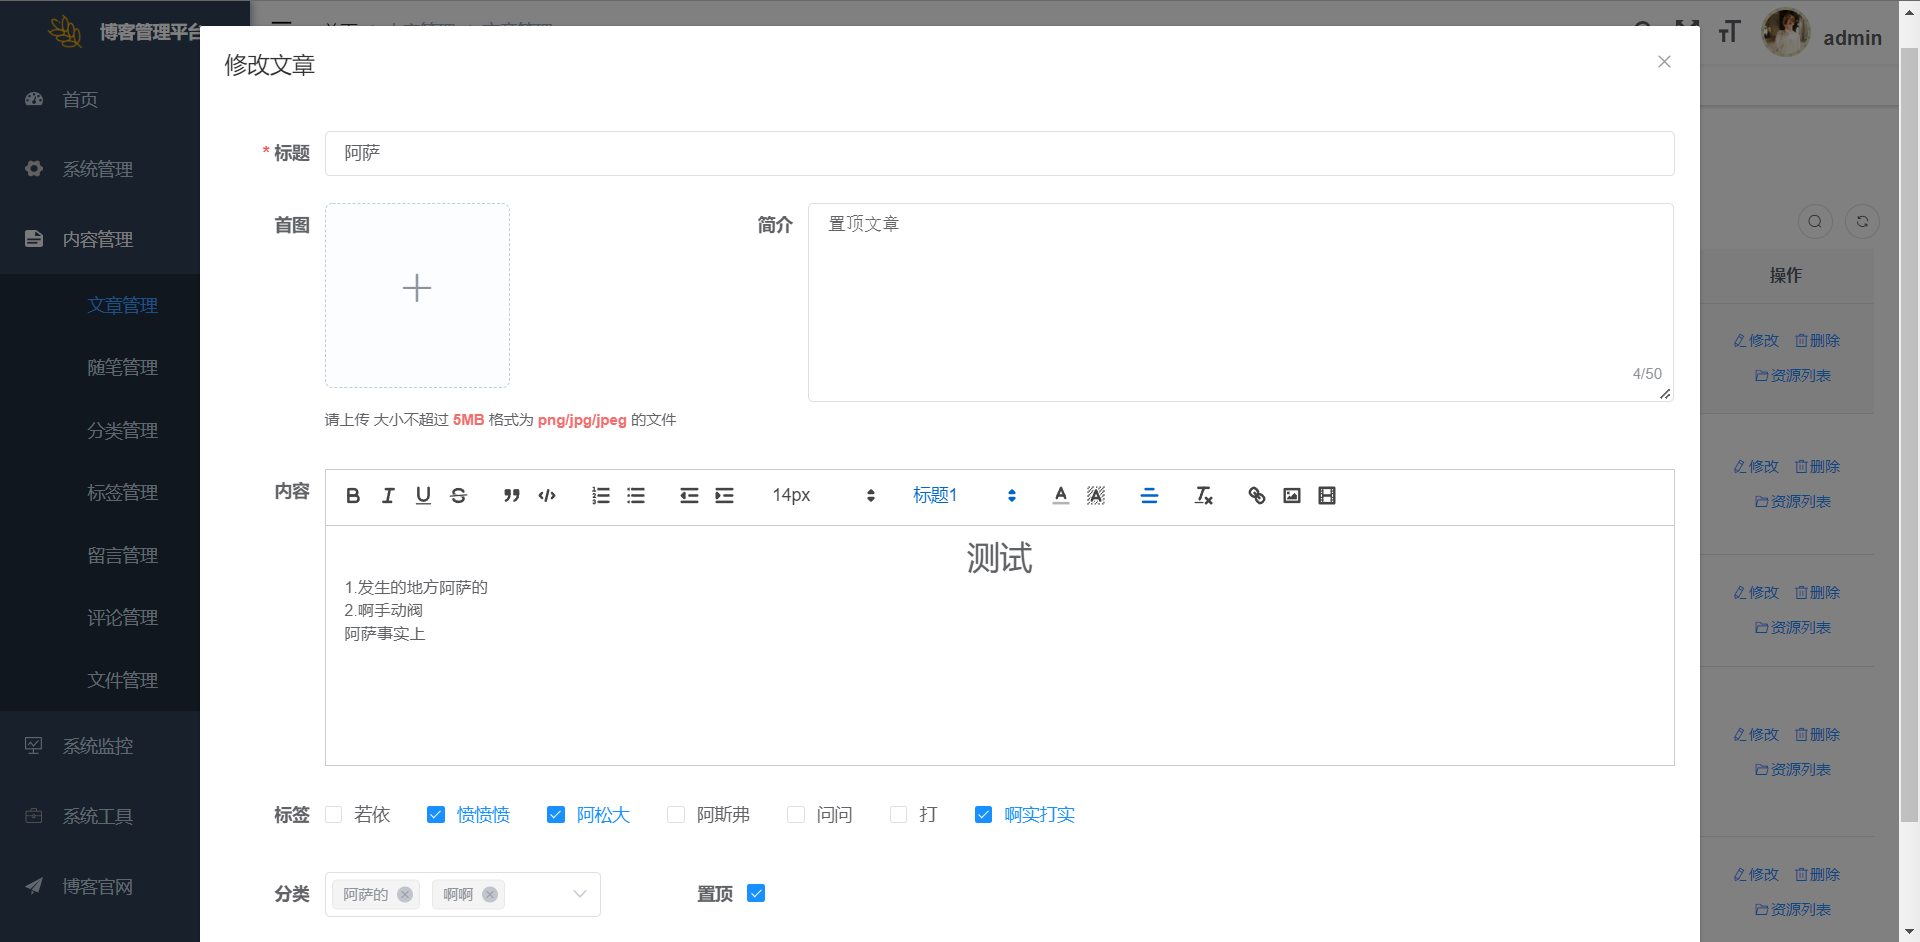 博客管理平台
admin
首页
系统管理
内容管理
文章管理
随笔管理
分类管理
标签管理
留言管理
评论管理
文件管理
系统监控
系统工具
博客官网
修改文章
* 标题
阿萨
首图
请上传 大小不超过 5MB 格式为 png/jpg/jpeg 的文件
简介
置顶文章
4/50
内容
14px 标题1
测试
1.发生的地方阿萨的
2.啊手动阀
阿萨事实上
标签 若依 愤愤愤 阿松大 阿斯弗 问问 打 啊实打实
分类 阿萨的 啊啊 置顶
操作
修改 删除
资源列表
修改 删除
资源列表
修改 删除
资源列表
修改 删除
资源列表
修改 删除
资源列表